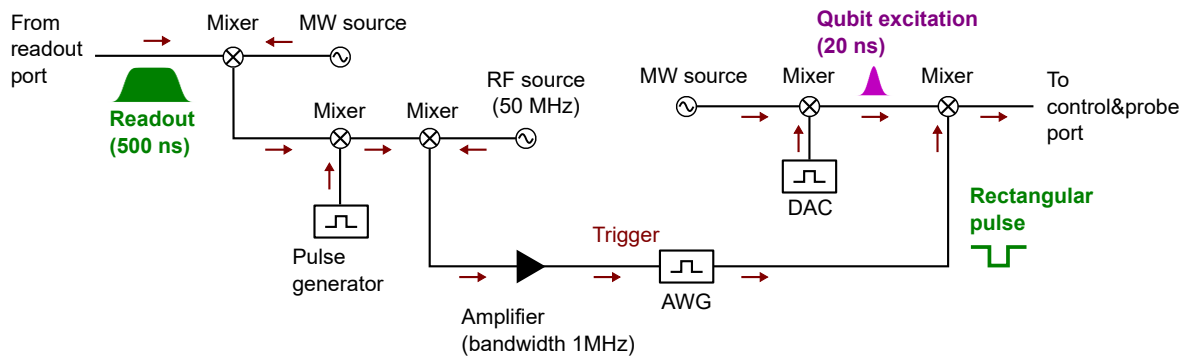 From
readout
port
Mixer
MW source
Readout
(500 ns)
Mixer
Mixer
RF source
(50 MHz)
Pulse
generator
Amplifier
(bandwidth 1MHz)
Trigger
AWG
MW source
Mixer
Qubit excitation
(20 ns)
Mixer
To
control&probe
port
DAC
Rectangular
pulse